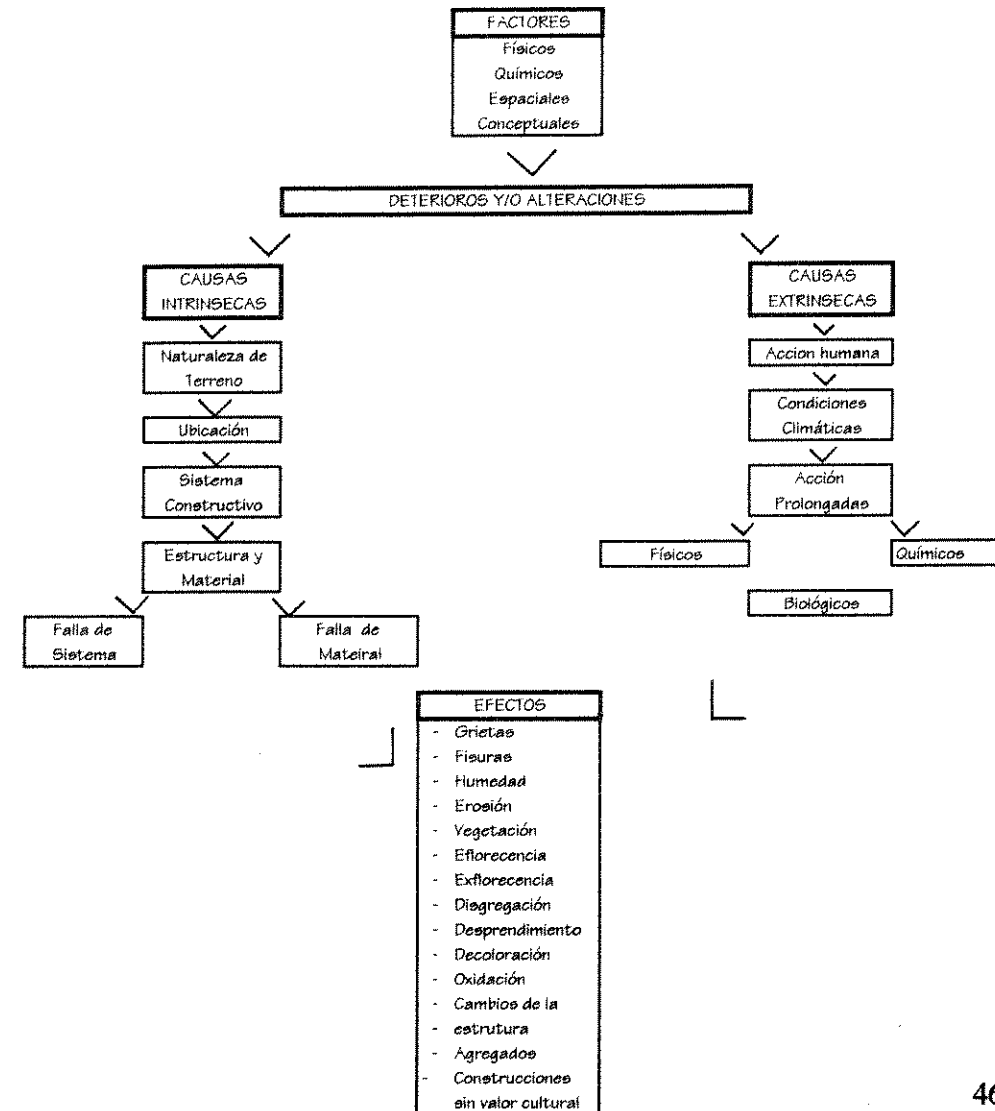 FACTORES
Físicos
Químicos
Espaciales
Conceptuales
DETERIOROS Y/O ALTERACIONES
CAUSAS
INTRINSECAS
Naturaleza de
Terreno
Ubicación
Sistema
Constructivo
Estructura y
Material
Falla de
Sistema
Falla de
Mateiral
CAUSAS
EXTRINSECAS
Accion humana
Condiciones
Climáticas
Acción
Prolongadas
Físicos
Químicos
Biológicos
EFECTOS
- Grietas
- Fisuras
- Humedad
- Erosión
- Vegetación
- Eflorecencia
- Exflorecencia
- Disgregación
- Desprendimiento
- Decoloración
- Oxidación
- Cambios de la
- estrutura
- Agregados
- Construcciones
sin valor cultural
46